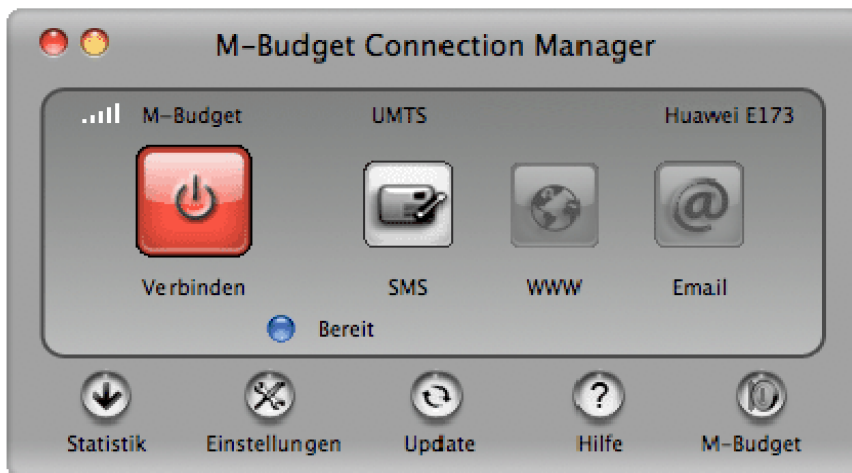 M-Budget Connection Manager
M-Budget UMTS Huawei E173
Verbinden SMS WWW Email
Bereit
Statistik Einstellungen Update Hilfe M-Budget